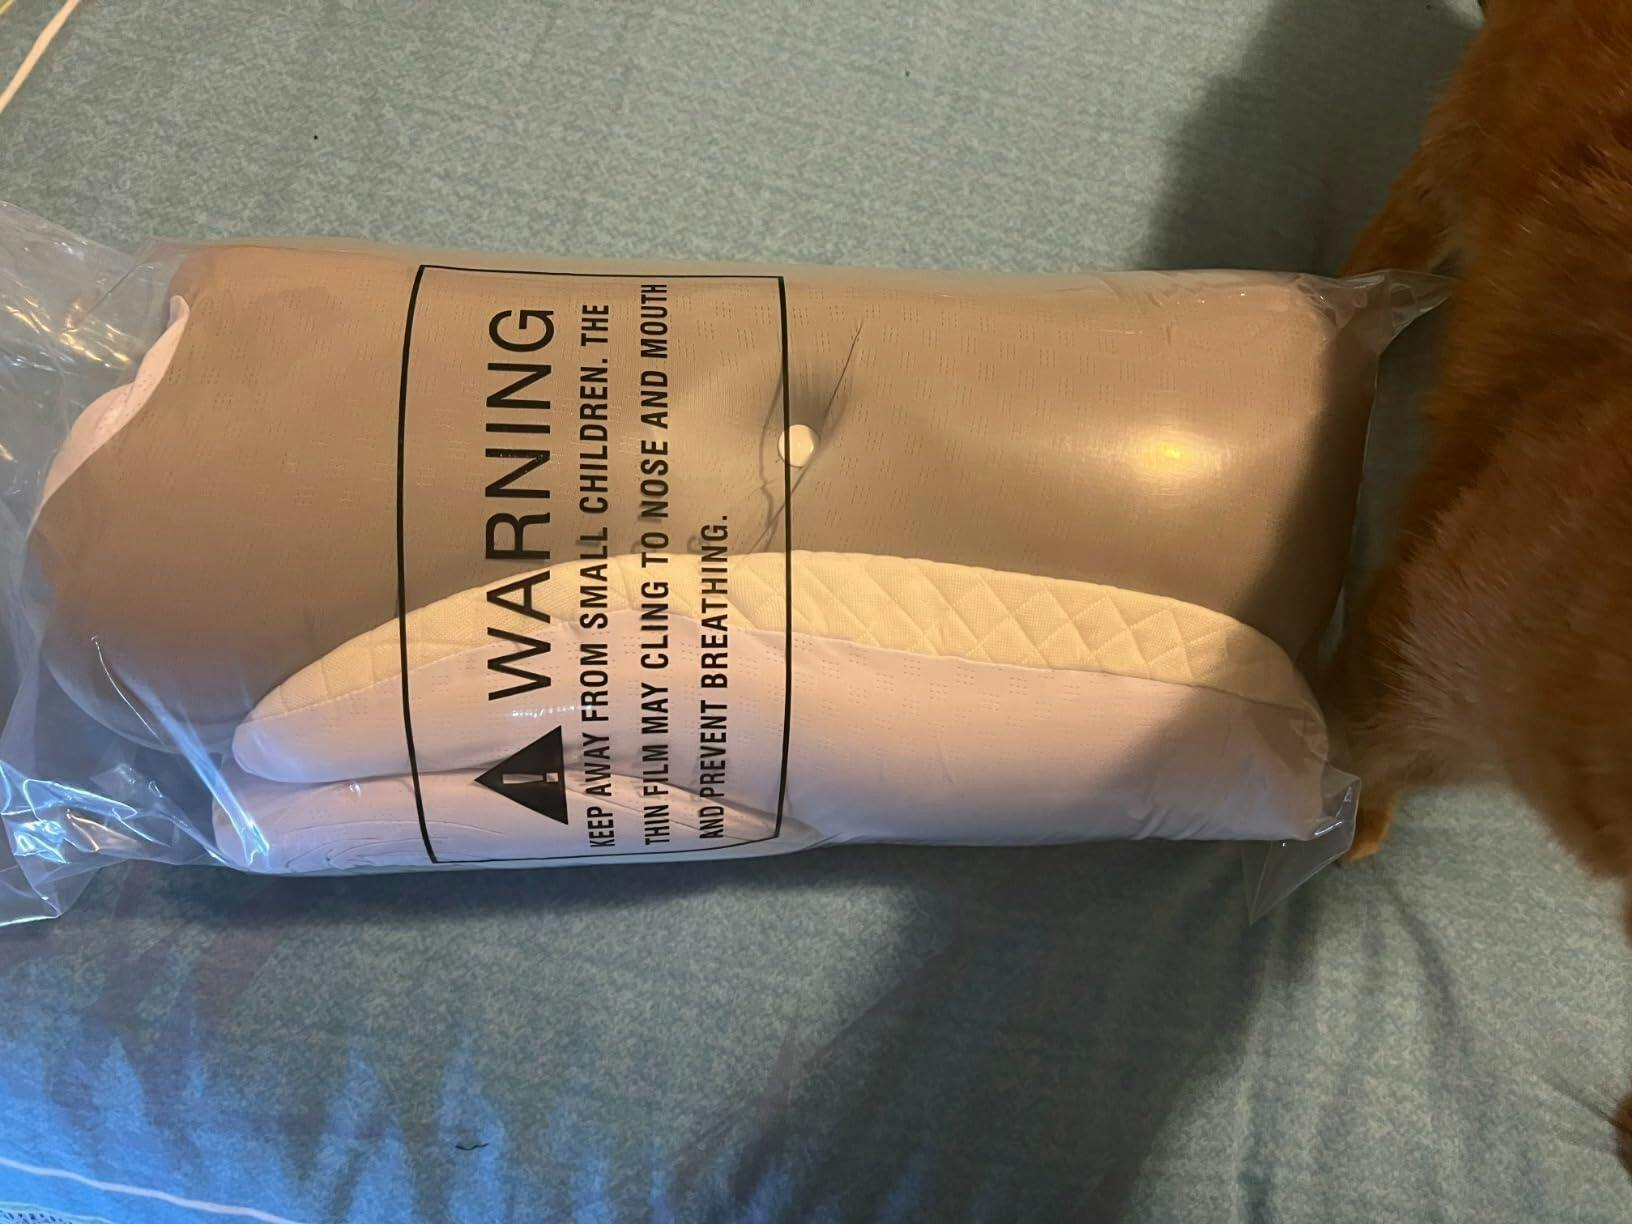 WARNING
KEEP AWAY FROM SMALL CHILDREN. THE
THIN FILM MAY CLING TO NOSE AND MOUTH
AND PREVENT BREATHING.